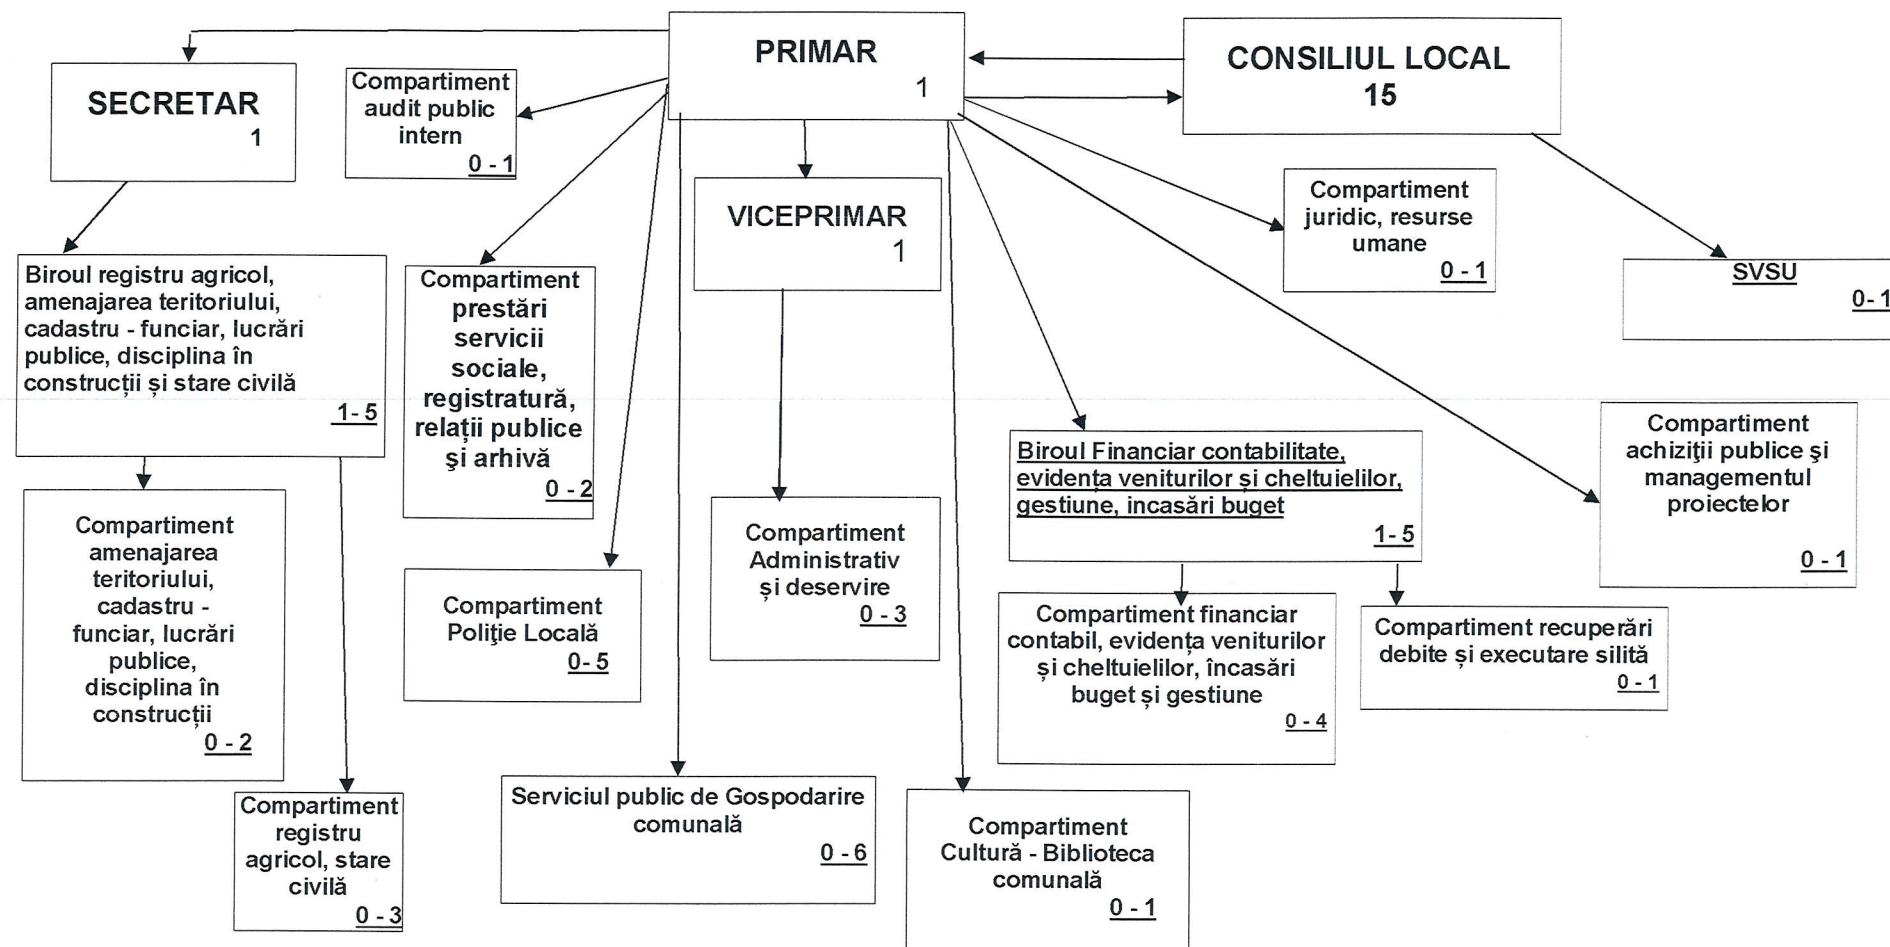 PRIMAR
1
CONSILIUL LOCAL
15
SECRETAR
1
Compartiment
audit public
intern
0 - 1
VICEPRIMAR
1
Compartiment
juridic, resurse
umane
0 - 1
SVSU
0- 1
Biroul registru agricol,
amenajarea teritoriului,
cadastru - funciar, lucrări
publice, disciplina în
construcții și stare civilă
1- 5
Compartiment
prestări
servicii
sociale,
registratură,
relații publice
şi arhivă
0 - 2
Biroul Financiar contabilitate,
evidența veniturilor și cheltuielilor,
gestiune, incasări buget
1- 5
Compartiment
achiziţii publice şi
managementul
proiectelor
0 - 1
Compartiment
amenajarea
teritoriului,
cadastru -
funciar, lucrări
publice,
disciplina în
construcții
0 - 2
Compartiment
Poliţie Locală
0- 5
Compartiment
Administrativ
și deservire
0 - 3
Compartiment financiar
contabil, evidența veniturilor
și cheltuielilor, încasări
buget și gestiune
0 - 4
Compartiment recuperări
debite și executare silită
0 - 1
Compartiment
registru
agricol, stare
civilă
0 - 3
Serviciul public de Gospodarire
comunală
0 - 6
Compartiment
Cultură - Biblioteca
comunală
0 - 1